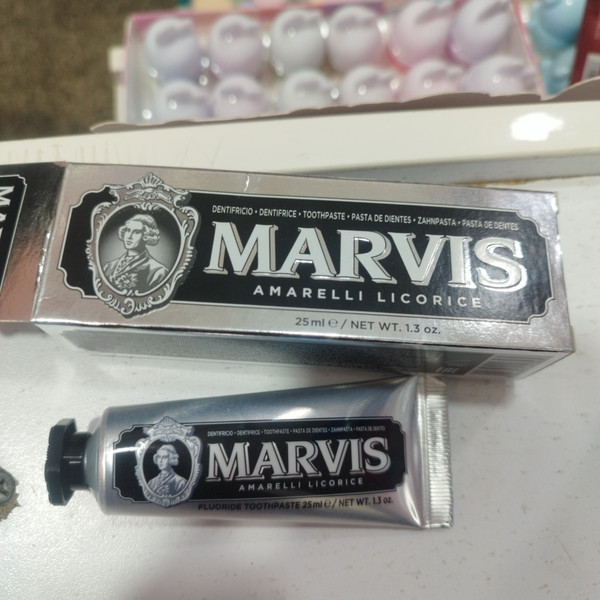 DENTIFRICIO • DENTIFRICE • TOOTHPASTE • PASTA DE DIENTES • ZAHNPASTA • PASTA DE DENTES
MARVIS
AMARELLI LICORICE
25 ml ℮ / NET WT. 1.3 oz.
DENTIFRICIO • DENTIFRICE • TOOTHPASTE • PASTA DE DIENTES • ZAHNPASTA • PASTA DE DENTES
MARVIS
AMARELLI LICORICE
FLUORIDE TOOTHPASTE 25 ml ℮ / NET WT. 1.3 oz.